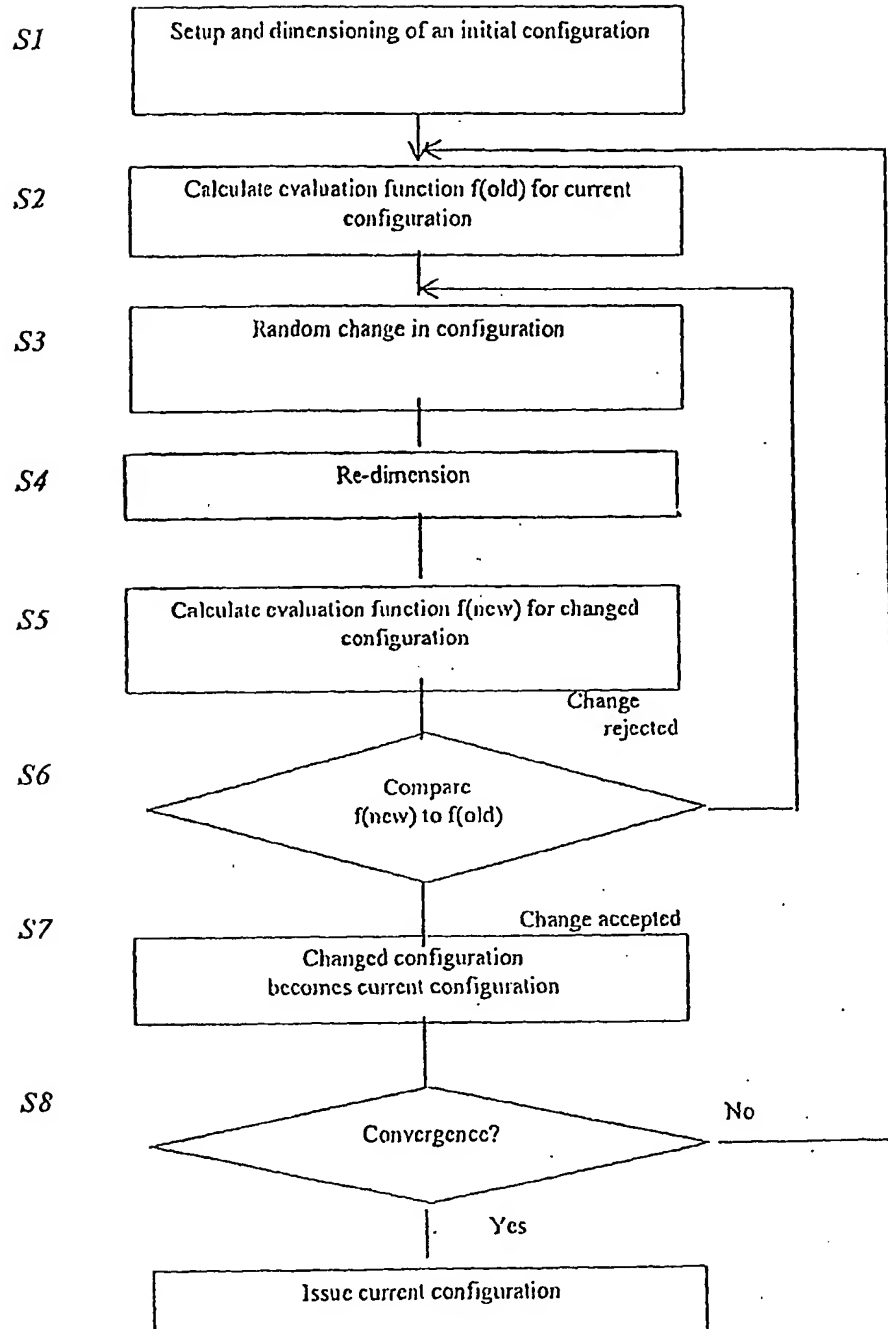 S1
Setup and dimensioning of an initial configuration
S2
Calculate evaluation function f(old) for current
configuration
S3
Random change in configuration
S4
Re-dimension
S5
Calculate evaluation function f(new) for changed
configuration
Change
rejected
S6
Compare
f(new) to f(old)
S7
Change accepted
Changed configuration
becomes current configuration
S8
No
Convergence?
Yes
Issue current configuration